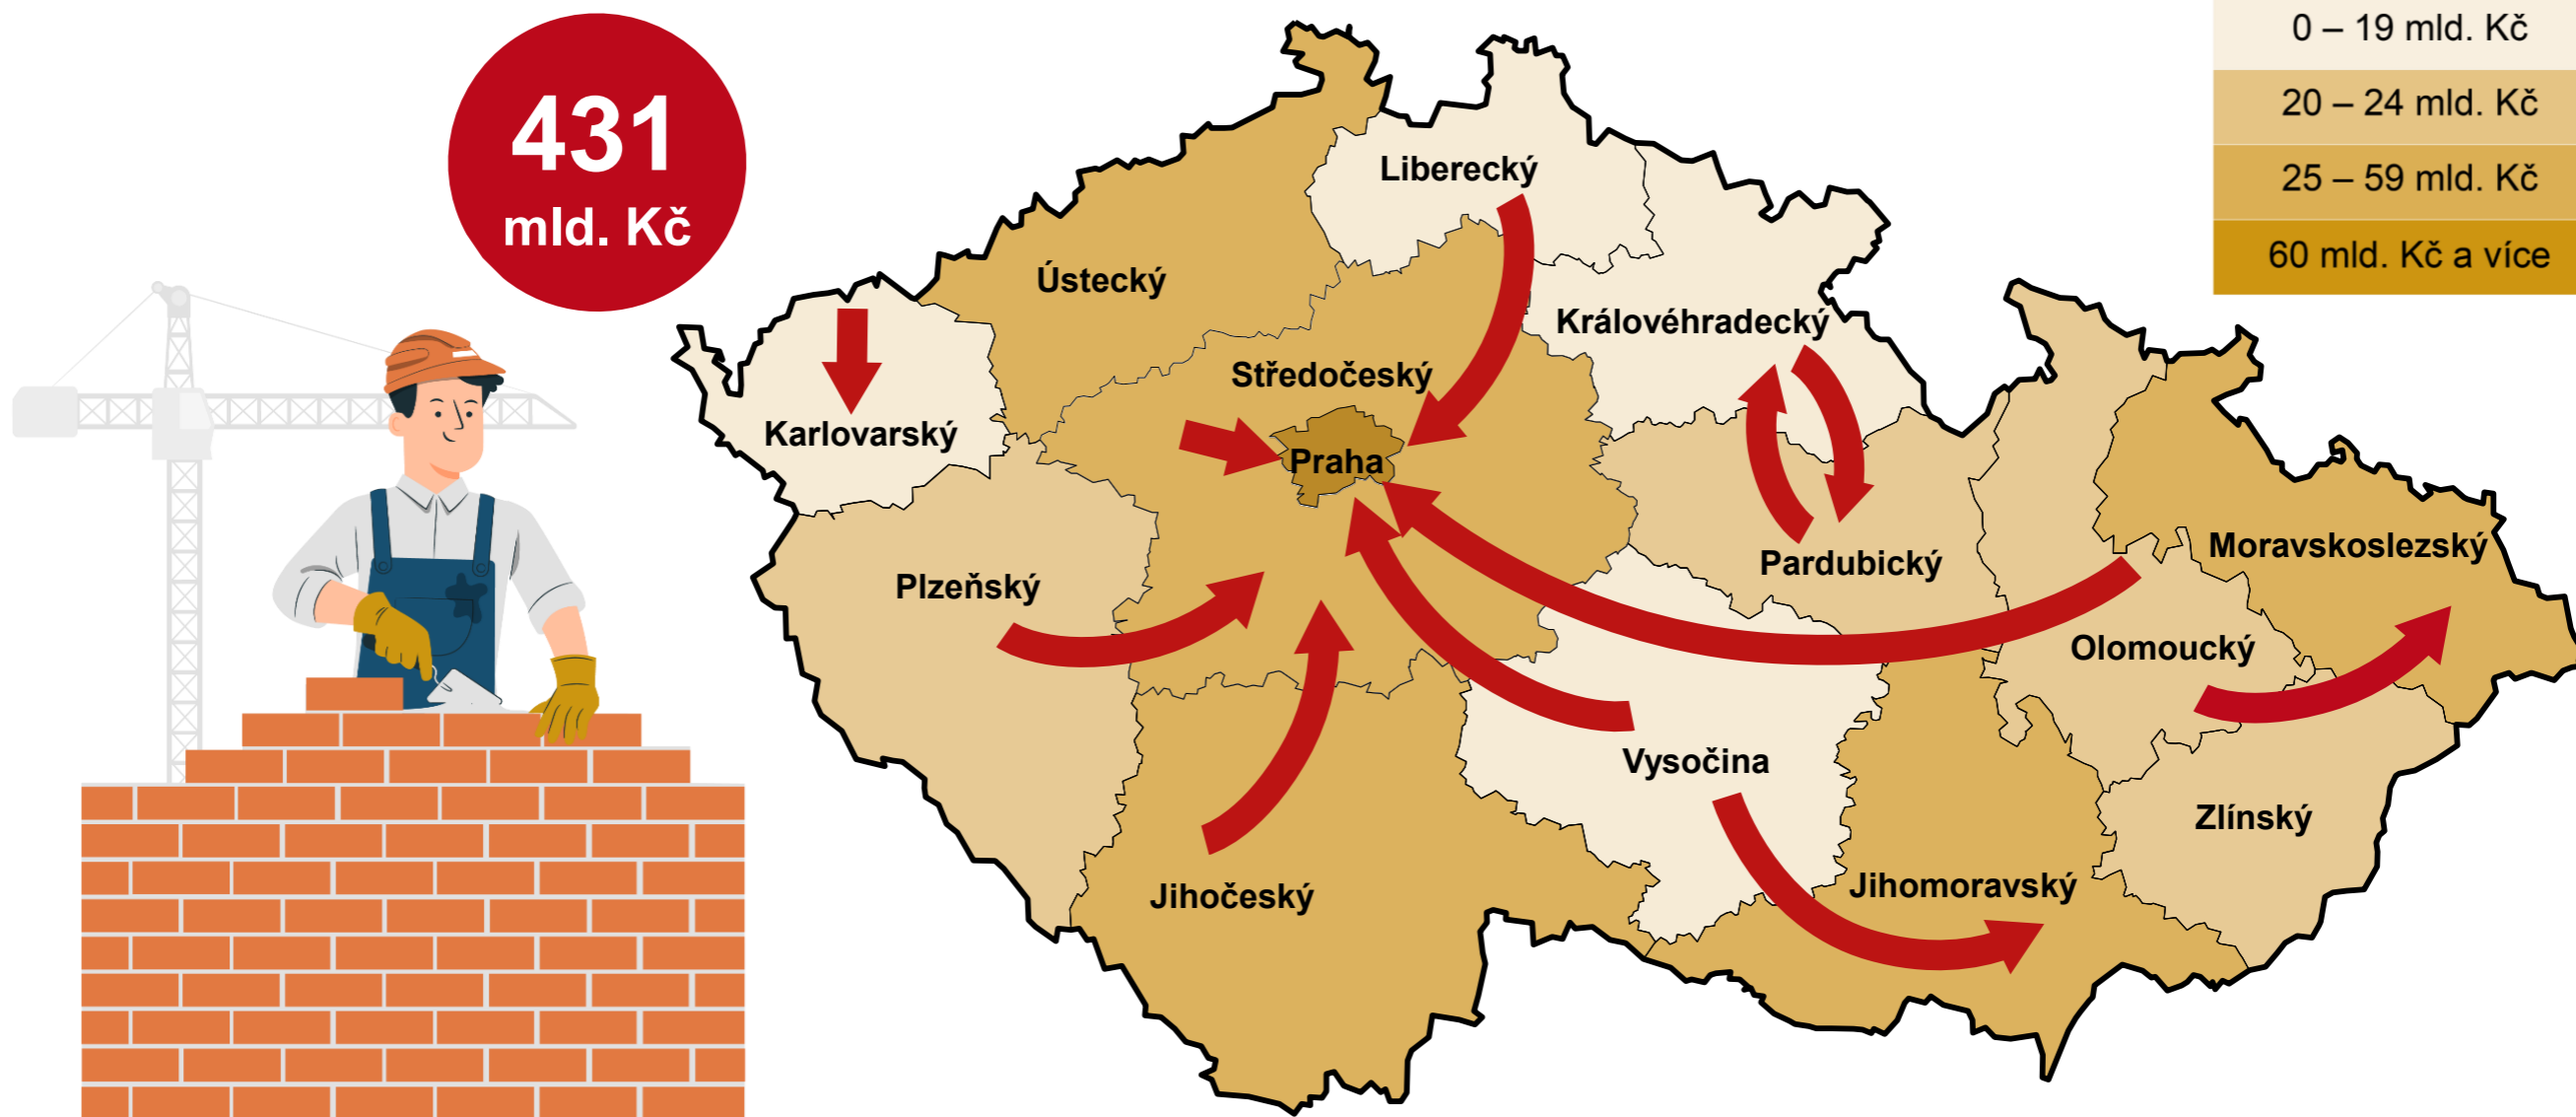 431
mld. Kč
0 – 19 mld. Kč
20 – 24 mld. Kč
25 – 59 mld. Kč
60 mld. Kč a více
Liberecký
Ústecký
Královéhradecký
Středočeský
Karlovarský
Praha
Moravskoslezský
Pardubický
Plzeňský
Olomoucký
Vysočina
Zlínský
Jihomoravský
Jihočeský